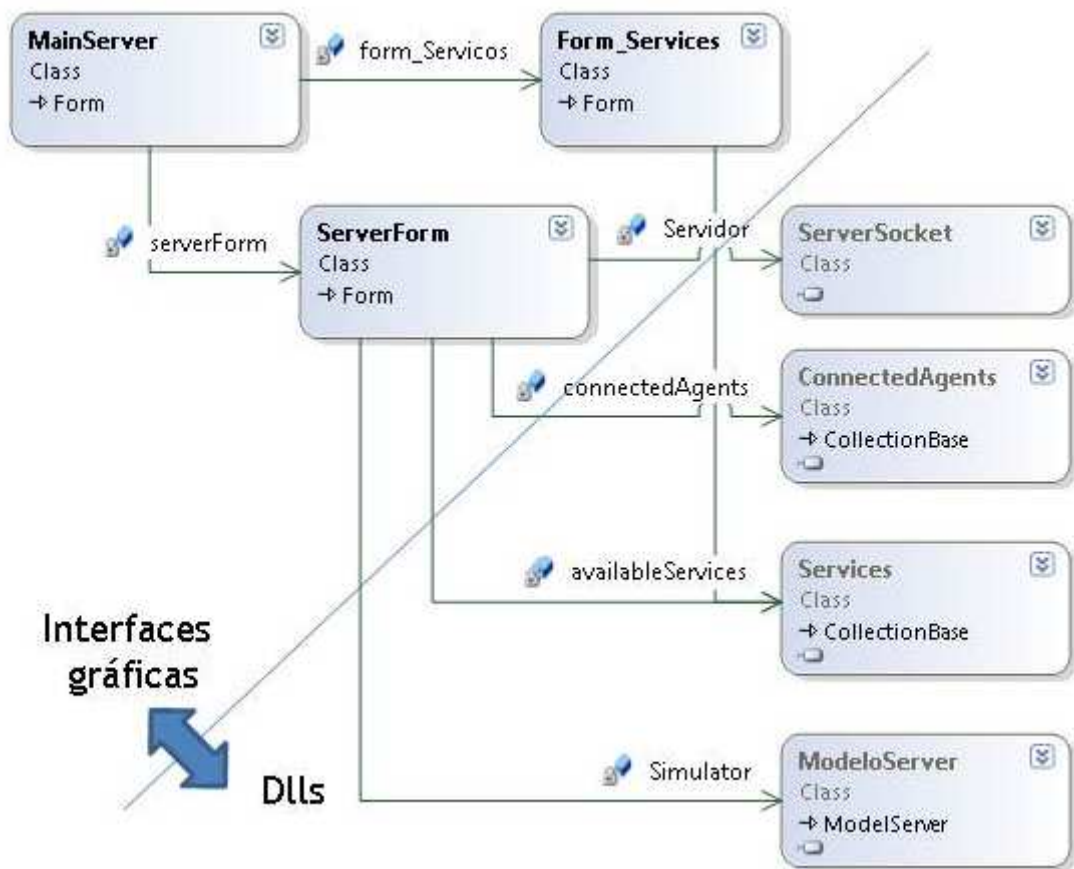 MainServer
Class
Form
form_Servicos
Form_Services
Class
Form
serverForm
ServerForm
Class
Form
Servidor
ServerSocket
Class
connectedAgents
ConnectedAgents
Class
CollectionBase
availableServices
Services
Class
CollectionBase
Interfaces
gráficas
Dlls
Simulator
ModeloServer
Class
ModelServer